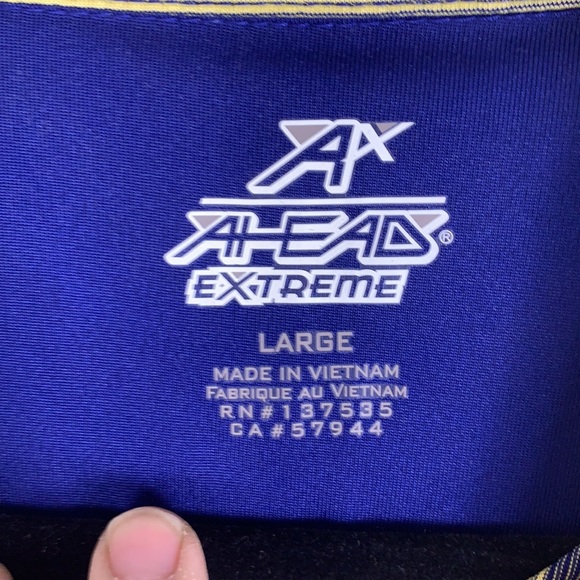 AX
AHEAD®
EXTREME
LARGE
MADE IN VIETNAM
FABRIQUE AU VIETNAM
RN#137535
CA#57944